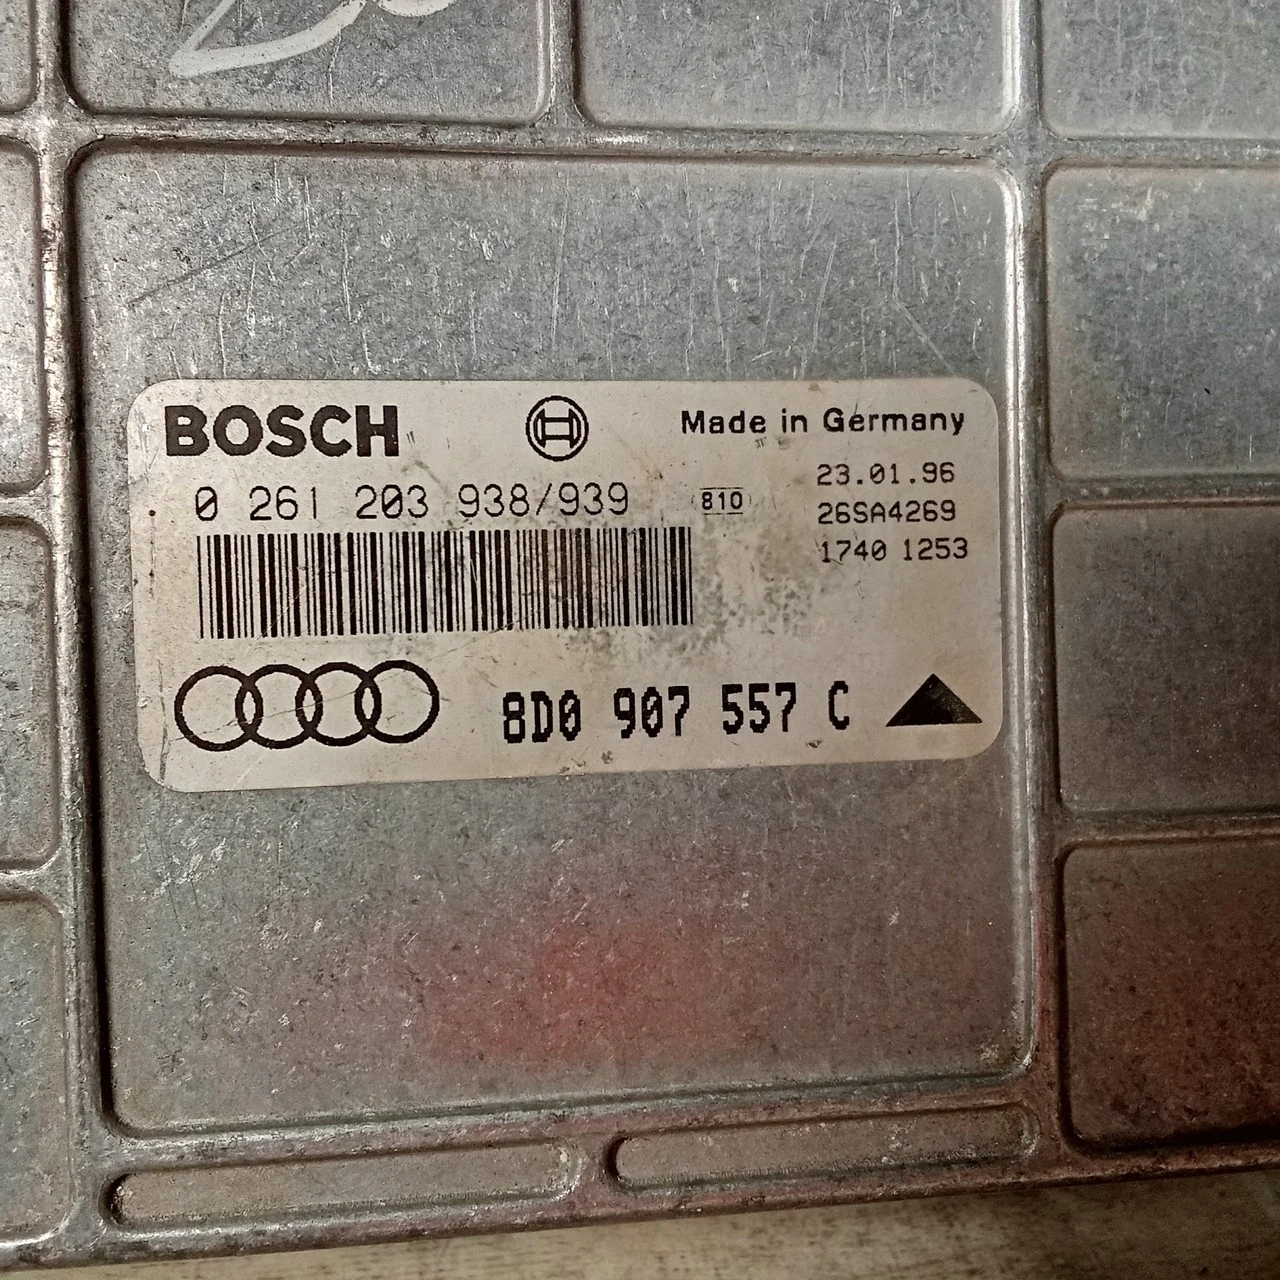 BOSCH
Made in Germany
0 261 203 938/939
810
23.01.96
26SA4269
1740 1253
8D0 907 557 C